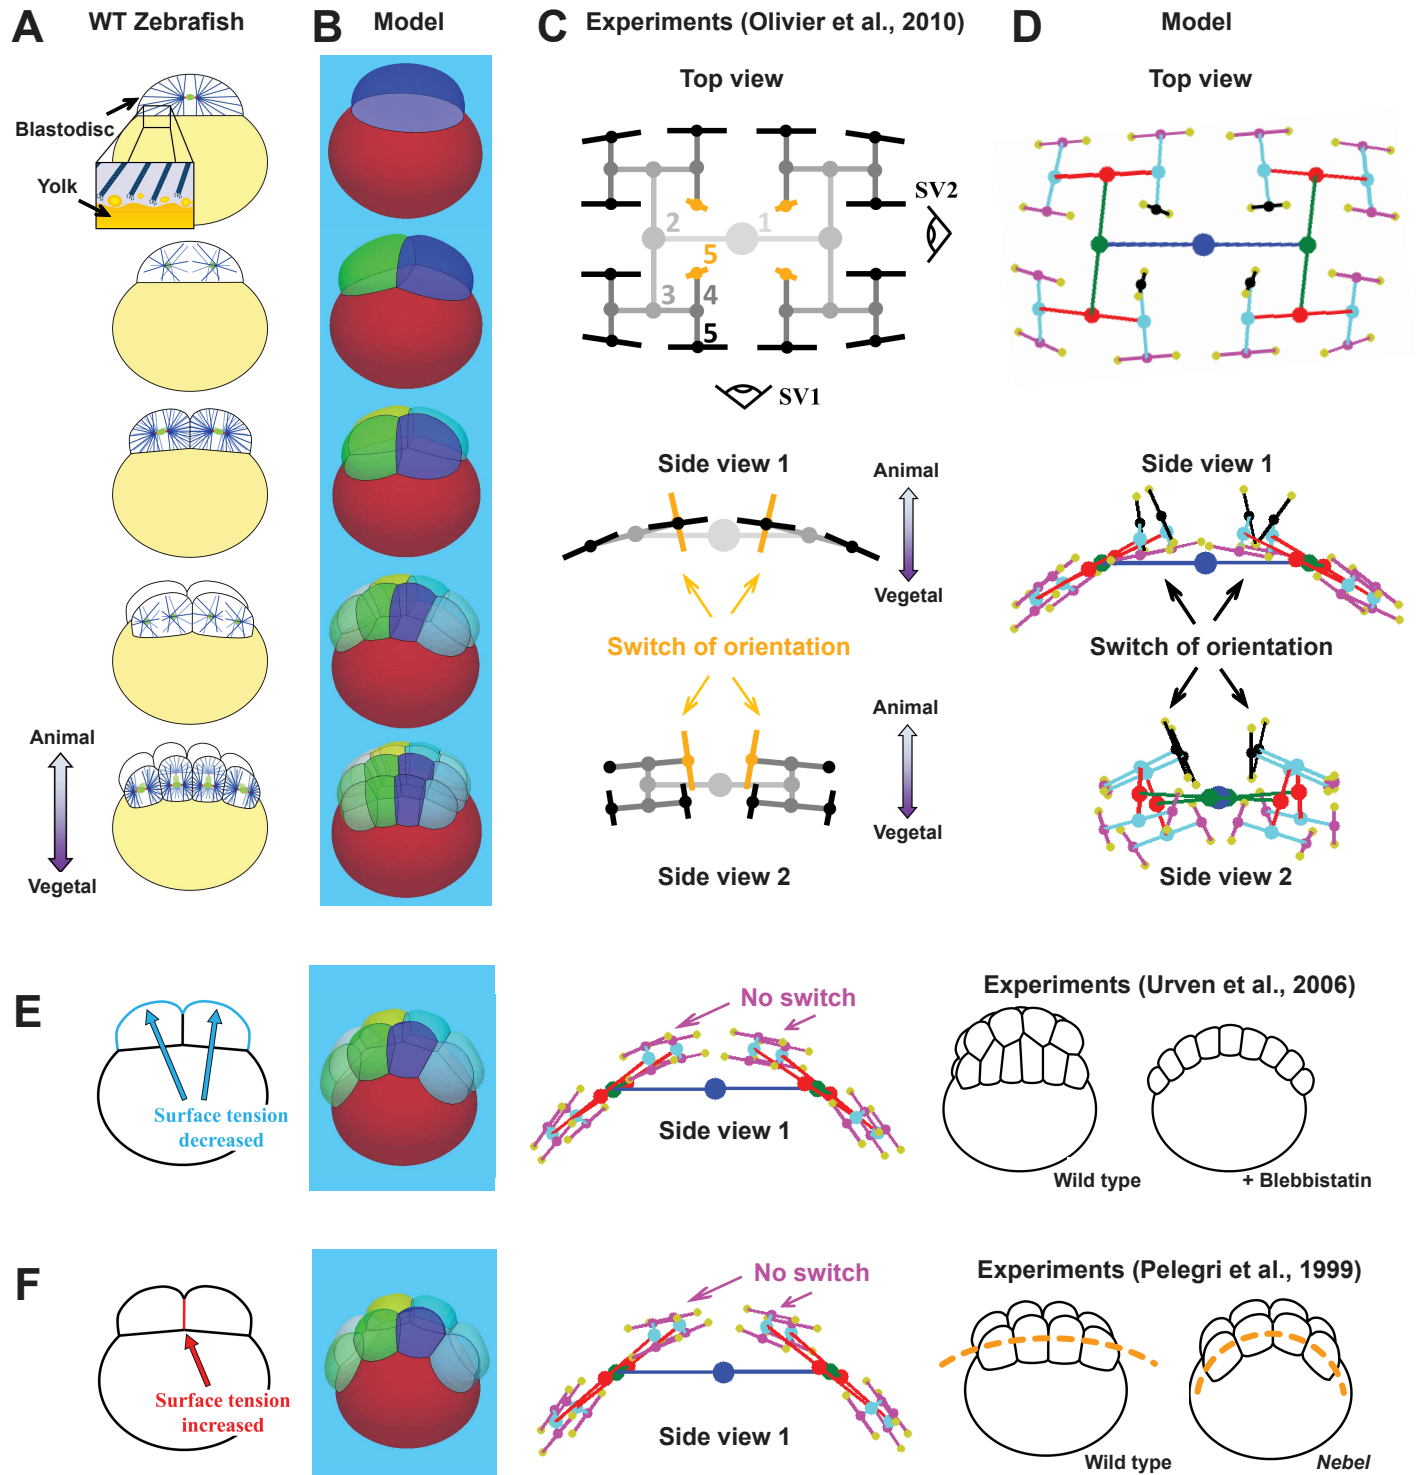 A WT Zebrafish
B Model
C Experiments (Olivier et al., 2010)
D Model
Blastodisc
Yolk
Animal
Vegetal
Top view
1
2
5
3
4
5
SV2
SV1
Side view 1
Animal
Vegetal
Switch of orientation
Animal
Vegetal
Side view 2
Top view
Side view 1
Switch of orientation
Side view 2
E
Surface tension
decreased
No switch
Side view 1
Experiments (Urven et al., 2006)
Wild type
+ Blebbistatin
F
Surface tension
increased
No switch
Side view 1
Experiments (Pelegri et al., 1999)
Wild type
Nebel